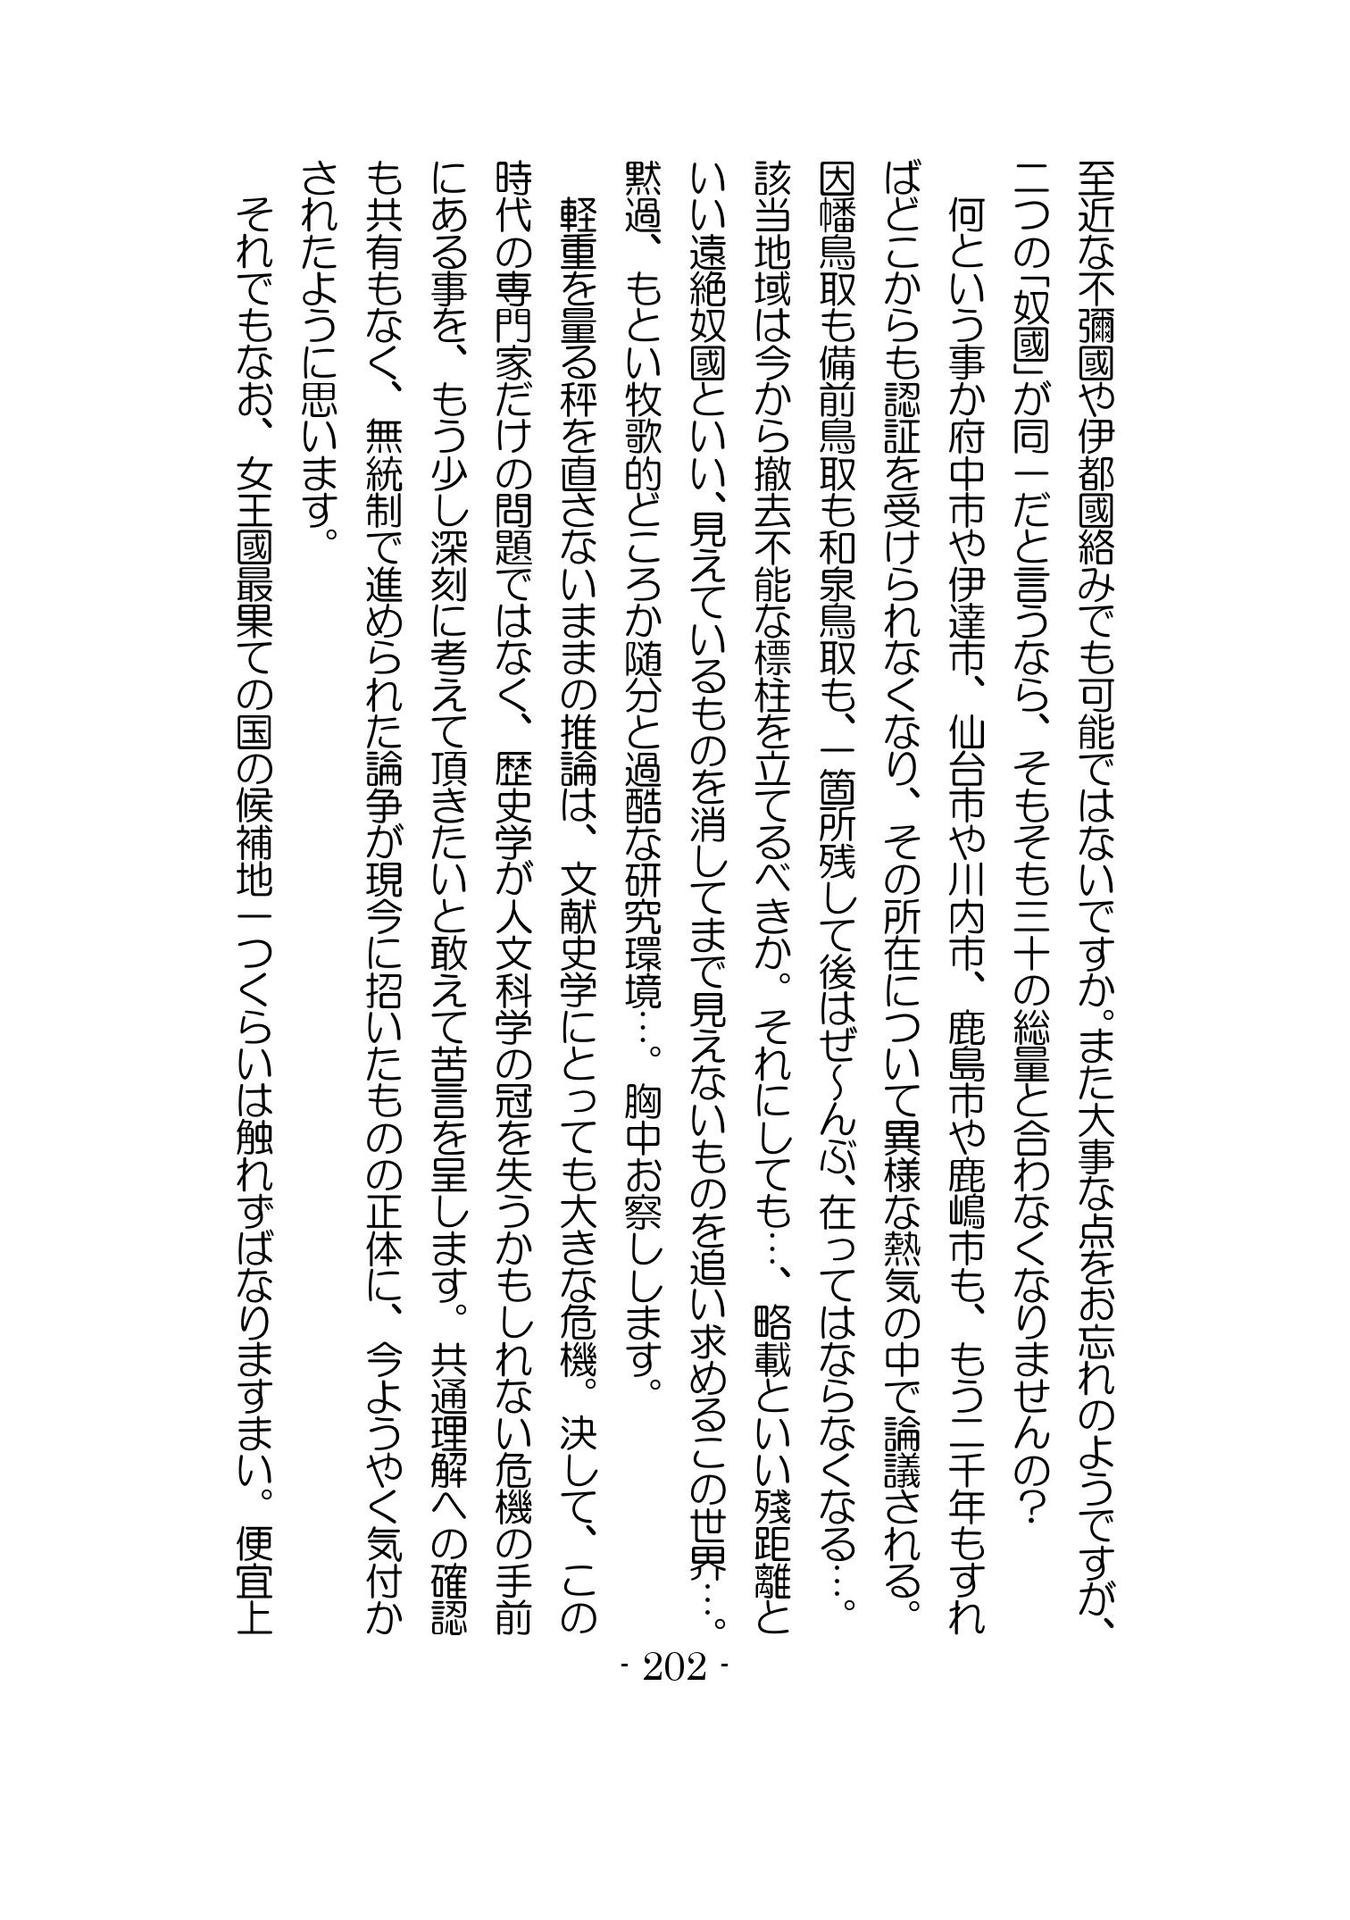 至近な不彌國や伊都國絡みでも可能ではないですか。また大事な点をお忘れのようですが、
二つの「奴國」が同一だと言うなら、そもそも三十の総量と合わなくなりませんの？
何という事か府中市や伊達市、仙台市や川内市、鹿島市や鹿嶋市も、もう二千年もすれ
ばどこからも認証を受けられなくなり、その所在について異様な熱気の中で論議される。
因幡鳥取も備前鳥取も和泉鳥取も、一箇所残して後はぜ～んぶ、在ってはならなくなる…。
該当地域は今から撤去不能な標柱を立てるべきか。それにしても…、略載といい残距離と
いい遠絶奴國といい、見えているものを消してまで見えないものを追い求めるこの世界…。
黙過、もとい牧歌的どころか随分と過酷な研究環境…。胸中お察しします。
軽重を量る秤を直さないままの推論は、文献史学にとっても大きな危機。決して、この
時代の専門家だけの問題ではなく、歴史学が人文科学の冠を失うかもしれない危機の手前
にある事を、もう少し深刻に考えて頂きたいと敢えて苦言を呈します。共通理解への確認
も共有もなく、無統制で進められた論争が現今に招いたものの正体に、今ようやく気付か
されたように思います。
それでもなお、女王國最果ての国の候補地一つくらいは触れずばなりますまい。便宜上
- 202 -